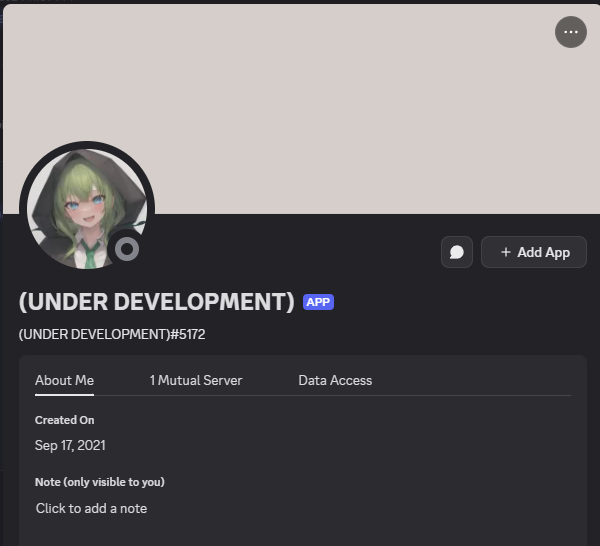 + Add App
(UNDER DEVELOPMENT) APP
(UNDER DEVELOPMENT)#5172
About Me 1 Mutual Server Data Access
Created On
Sep 17, 2021
Note (only visible to you)
Click to add a note